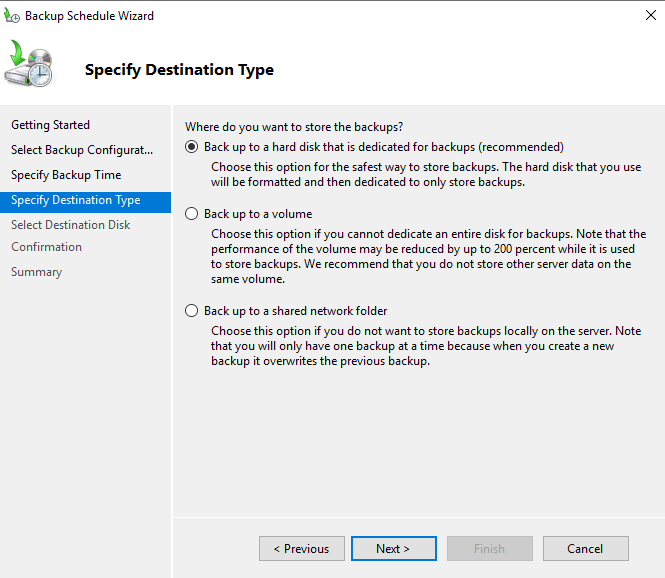 Backup Schedule Wizard
Specify Destination Type
Getting Started
Select Backup Configurat...
Specify Backup Time
Specify Destination Type
Select Destination Disk
Confirmation
Summary
Where do you want to store the backups?
Back up to a hard disk that is dedicated for backups (recommended)
Choose this option for the safest way to store backups. The hard disk that you use
will be formatted and then dedicated to only store backups.
Back up to a volume
Choose this option if you cannot dedicate an entire disk for backups. Note that the
performance of the volume may be reduced by up to 200 percent while it is used
to store backups. We recommend that you do not store other server data on the
same volume.
Back up to a shared network folder
Choose this option if you do not want to store backups locally on the server. Note
that you will only have one backup at a time because when you create a new
backup it overwrites the previous backup.
< Previous
Next >
Finish
Cancel